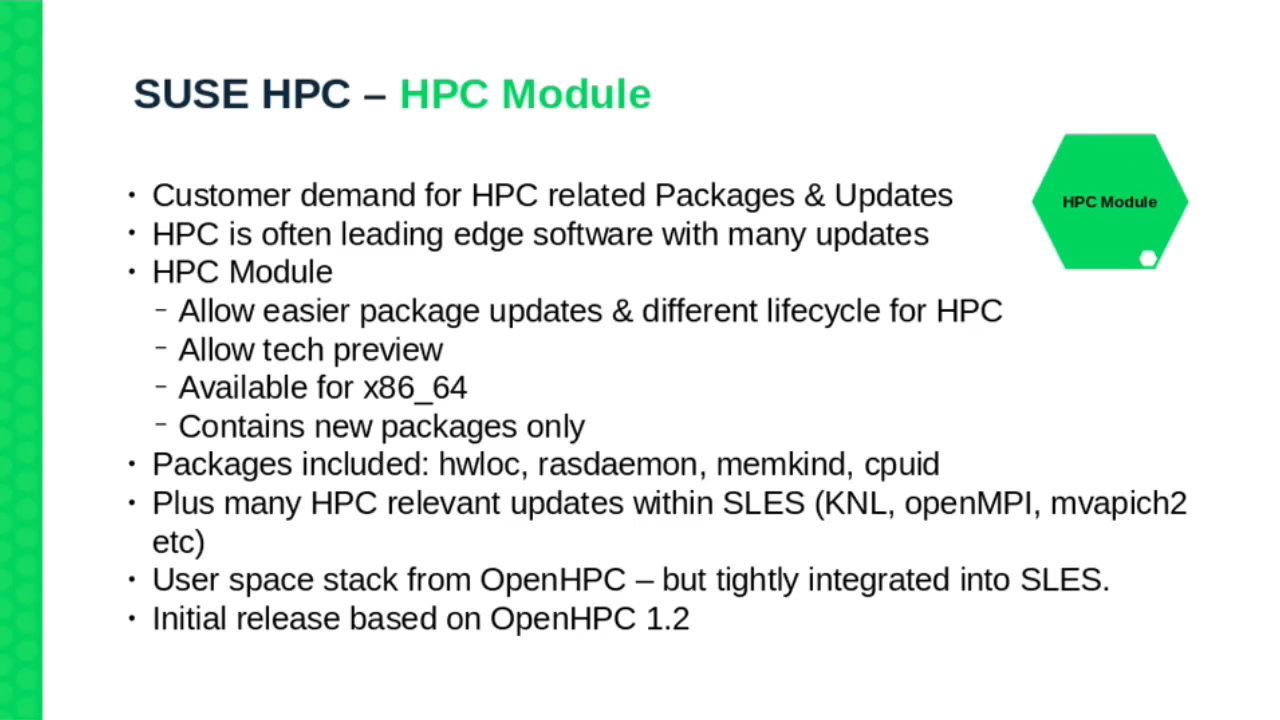 SUSE HPC – HPC Module
HPC Module
• Customer demand for HPC related Packages & Updates
• HPC is often leading edge software with many updates
• HPC Module
– Allow easier package updates & different lifecycle for HPC
– Allow tech preview
– Available for x86_64
– Contains new packages only
• Packages included: hwloc, rasdaemon, memkind, cpuid
• Plus many HPC relevant updates within SLES (KNL, openMPI, mvapich2
etc)
• User space stack from OpenHPC – but tightly integrated into SLES.
• Initial release based on OpenHPC 1.2